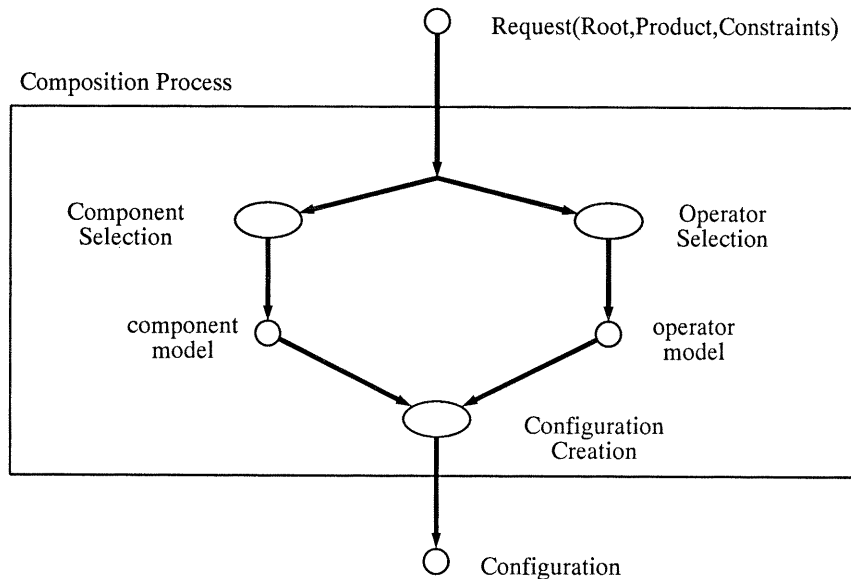 Request(Root,Product,Constraints)
Composition Process
Component
Selection
Operator
Selection
component
model
operator
model
Configuration
Creation
Configuration